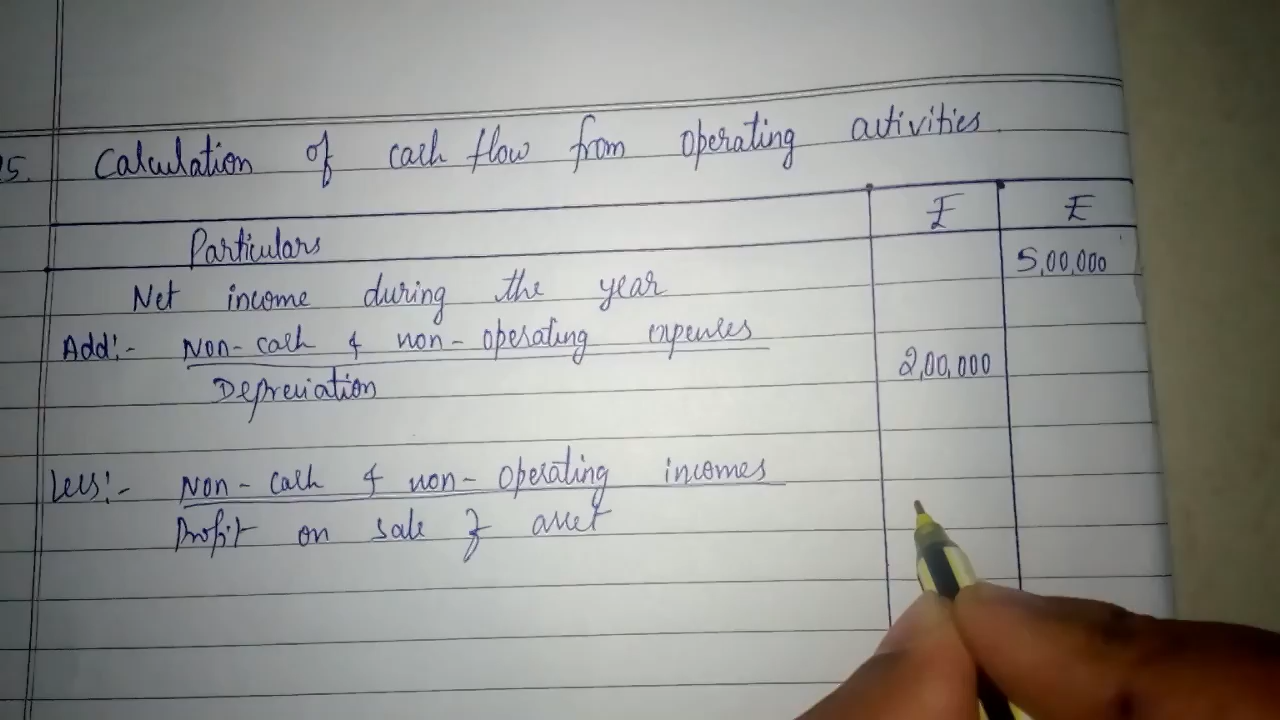 5. Calculation of cash flow from operating activities.
Particulars ₤ ₤
Net income during the year 5,00,000
Add:- Non-cash & non-operating expenses
Depreciation 2,00,000
Less:- Non-cash & non-operating incomes
Profit on sale of asset